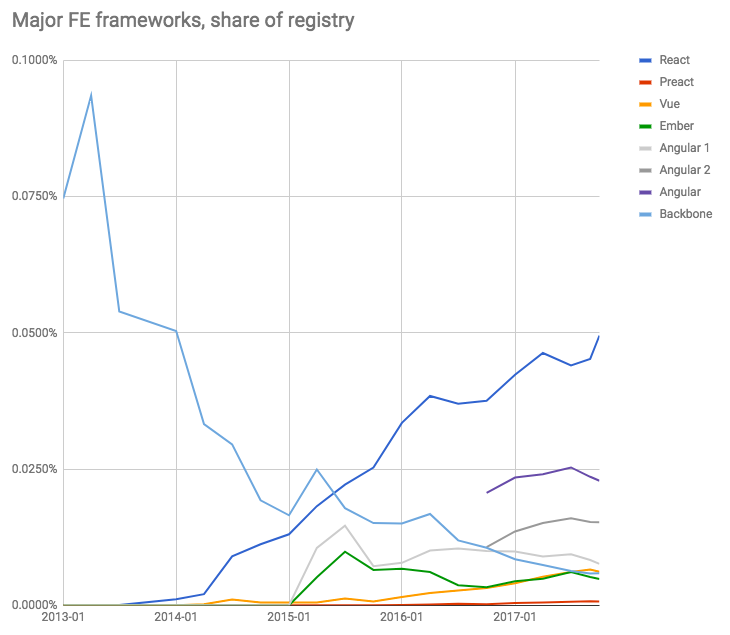 Major FE frameworks, share of registry
0.1000%
0.0750%
0.0500%
0.0250%
0.0000%
2013-01
2014-01
2015-01
2016-01
2017-01
React
Preact
Vue
Ember
Angular 1
Angular 2
Angular
Backbone